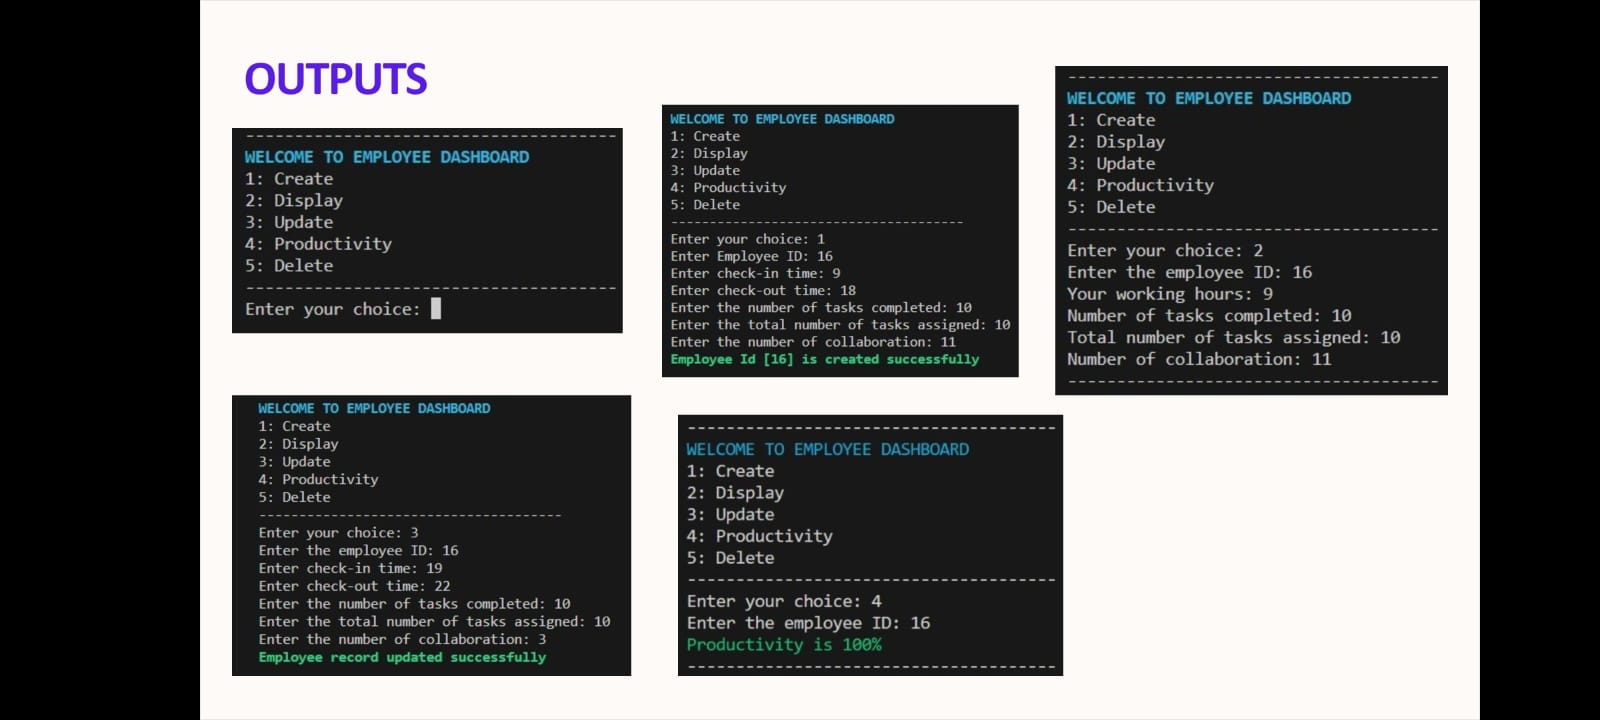 OUTPUTS
--------------------------------------
WELCOME TO EMPLOYEE DASHBOARD
1: Create
2: Display
3: Update
4: Productivity
5: Delete
--------------------------------------
Enter your choice:
WELCOME TO EMPLOYEE DASHBOARD
1: Create
2: Display
3: Update
4: Productivity
5: Delete
--------------------------------------
Enter your choice: 1
Enter Employee ID: 16
Enter check-in time: 9
Enter check-out time: 18
Enter the number of tasks completed: 10
Enter the total number of tasks assigned: 10
Enter the number of collaboration: 11
Employee Id [16] is created successfully
--------------------------------------
WELCOME TO EMPLOYEE DASHBOARD
1: Create
2: Display
3: Update
4: Productivity
5: Delete
--------------------------------------
Enter your choice: 2
Enter the employee ID: 16
Your working hours: 9
Number of tasks completed: 10
Total number of tasks assigned: 10
Number of collaboration: 11
--------------------------------------
WELCOME TO EMPLOYEE DASHBOARD
1: Create
2: Display
3: Update
4: Productivity
5: Delete
--------------------------------------
Enter your choice: 3
Enter the employee ID: 16
Enter check-in time: 19
Enter check-out time: 22
Enter the number of tasks completed: 10
Enter the total number of tasks assigned: 10
Enter the number of collaboration: 3
Employee record updated successfully
--------------------------------------
WELCOME TO EMPLOYEE DASHBOARD
1: Create
2: Display
3: Update
4: Productivity
5: Delete
--------------------------------------
Enter your choice: 4
Enter the employee ID: 16
Productivity is 100%
--------------------------------------